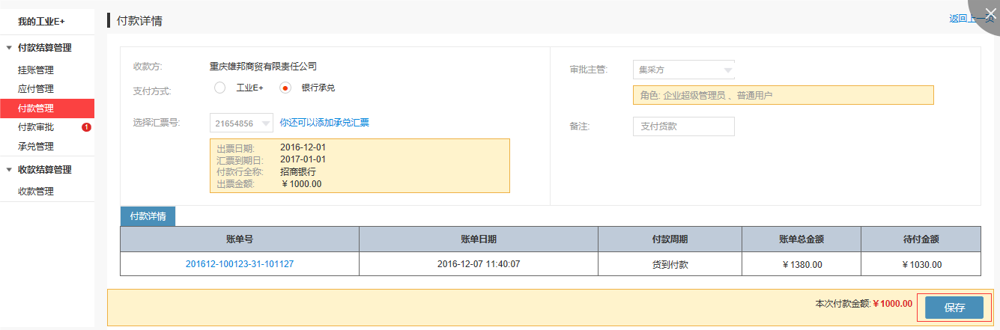 我的工业E+
付款结算管理
挂账管理
应付管理
付款管理
付款审批 1
承兑管理
收款结算管理
收款管理
付款详情
返回上一页
收款方: 重庆雄邦商贸有限责任公司
支付方式: 工业E+ 银行承兑
选择汇票号: 21654856 你还可以添加承兑汇票
出票日期: 2016-12-01
汇票到期日: 2017-01-01
付款行全称: 招商银行
出票金额: ￥1000.00
审批主管: 集采方
角色: 企业超级管理员 、普通用户
备注: 支付货款
付款详情
账单号 账单日期 付款周期 账单总金额 待付金额
201612-100123-31-101127 2016-12-07 11:40:07 货到付款 ￥1380.00 ￥1030.00
本次付款金额:￥1000.00 保存